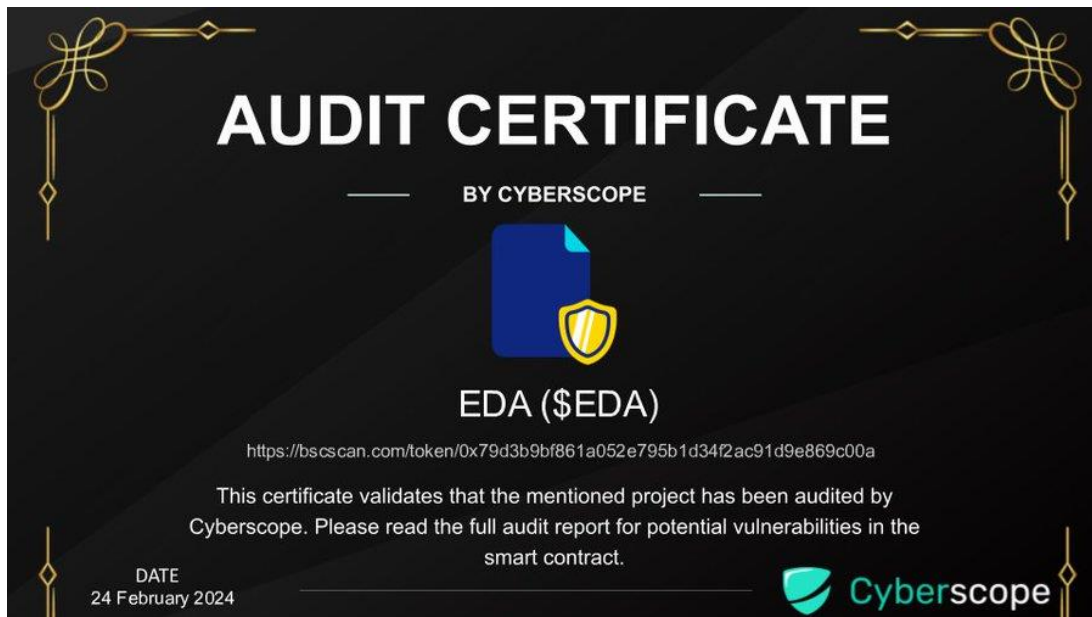 AUDIT CERTIFICATE
BY CYBERSCOPE
EDA ($EDA)
https://bscscan.com/token/0x79d3b9bf861a052e795b1d34f2ac91d9e869c00a
This certificate validates that the mentioned project has been audited by
Cyberscope. Please read the full audit report for potential vulnerabilities in the
smart contract.
DATE
24 February 2024
Cyberscope